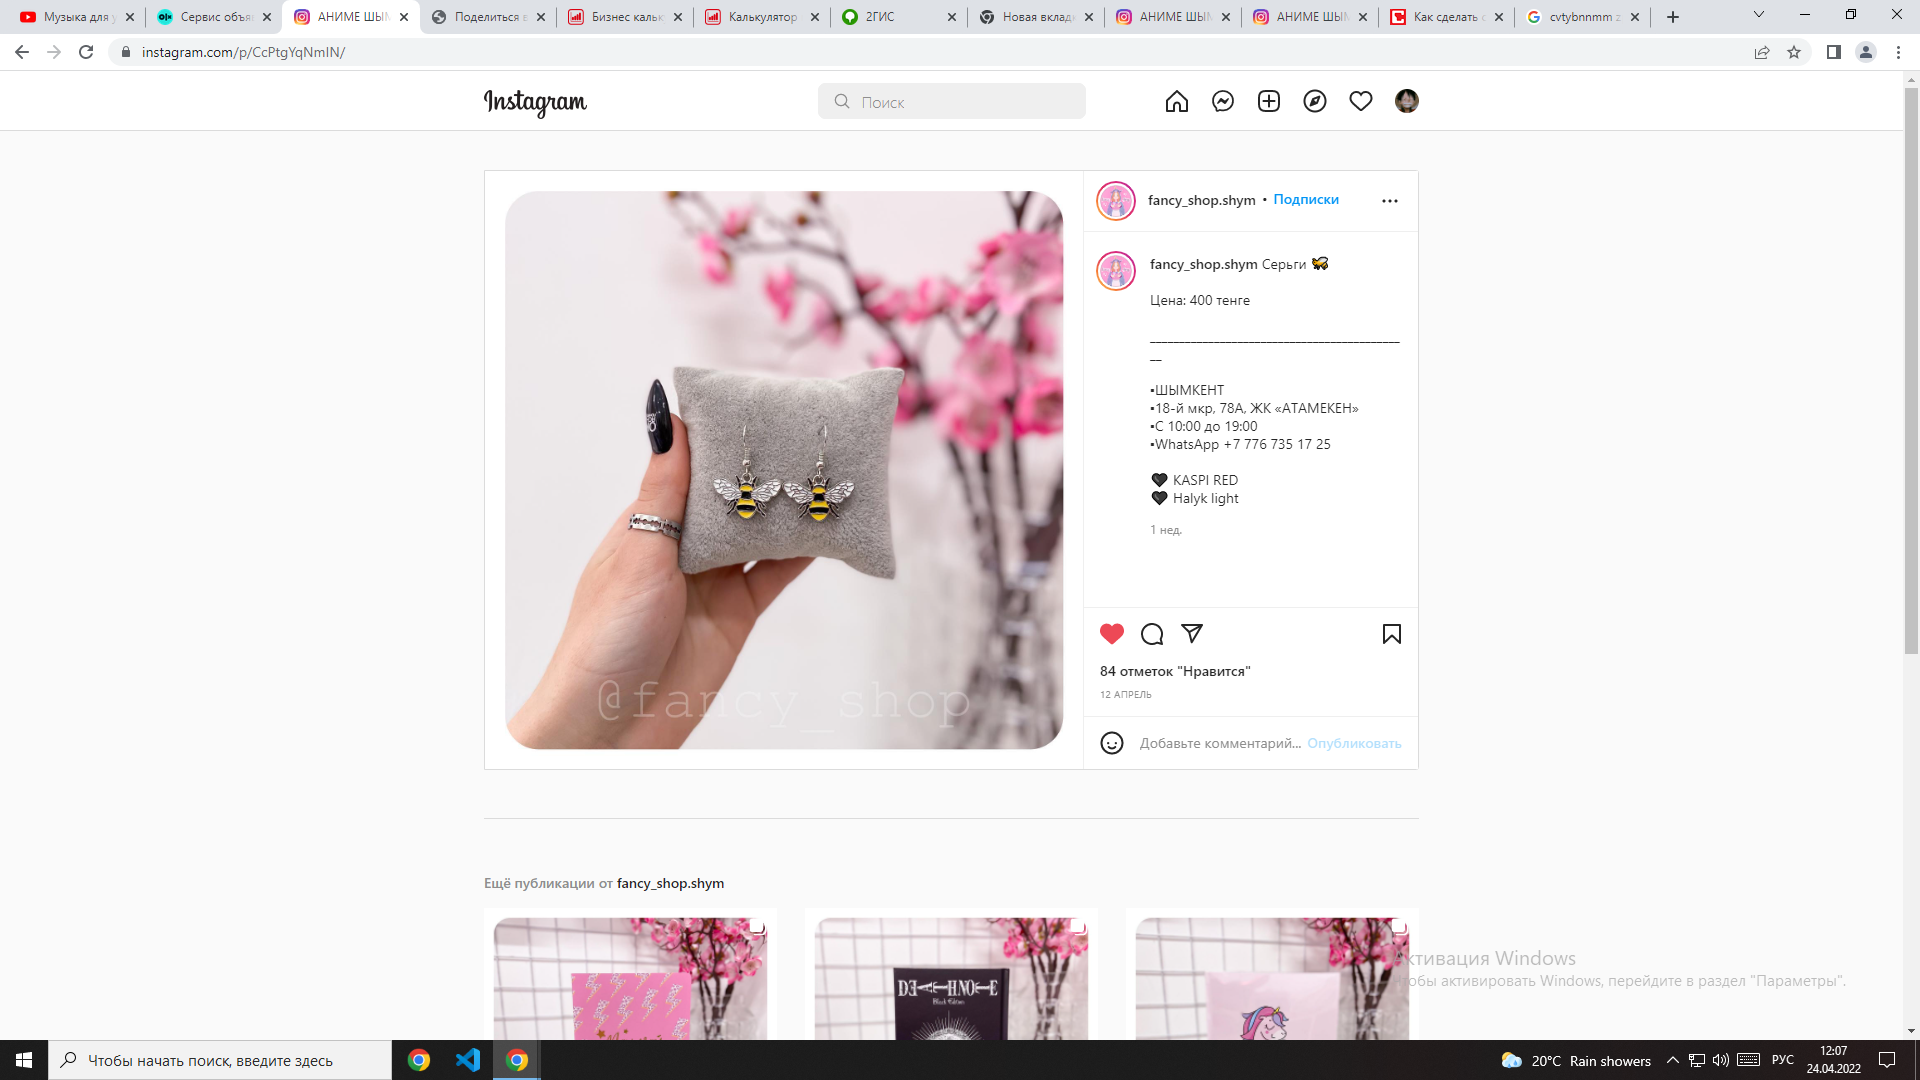 Музыка для у
Сервис объя
АНИМЕ ШЫМ
Поделиться в
Бизнес кальк
Калькулятор
2ГИС
Новая вклад
АНИМЕ ШЫМ
АНИМЕ ШЫМ
Как сделать с
cvtybnnmm z
instagram.com/p/CcPtgYqNmIN/
Instagram
Поиск
fancy_shop.shym • Подписки
fancy_shop.shym Серьги
Цена: 400 тенге
▪ШЫМКЕНТ
▪18-й мкр, 78А, ЖК «АТАМЕКЕН»
▪С 10:00 до 19:00
▪WhatsApp +7 776 735 17 25
🖤 KASPI RED
🖤 Halyk light
1 нед.
84 отметок "Нравится"
12 АПРЕЛЬ
Добавьте комментарий... Опубликовать
@fancy_shop
Ещё публикации от fancy_shop.shym
DEATHNOTE
Black Edition
Активация Windows
Чтобы активировать Windows, перейдите в раздел "Параметры".
Чтобы начать поиск, введите здесь
20°C Rain showers
РУС
12:07
24.04.2022